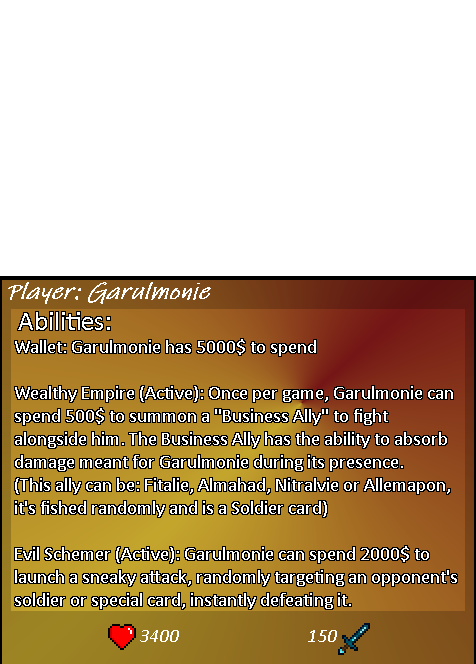 Player: Garulmonie
Abilities:
Wallet: Garulmonie has 5000$ to spend
Wealthy Empire (Active): Once per game, Garulmonie can
spend 500$ to summon a "Business Ally" to fight
alongside him. The Business Ally has the ability to absorb
damage meant for Garulmonie during its presence.
(This ally can be: Fitalie, Almahad, Nitralvie or Allemapon,
it's fished randomly and is a Soldier card)
Evil Schemer (Active): Garulmonie can spend 2000$ to
launch a sneaky attack, randomly targeting an opponent's
soldier or special card, instantly defeating it.
3400 150